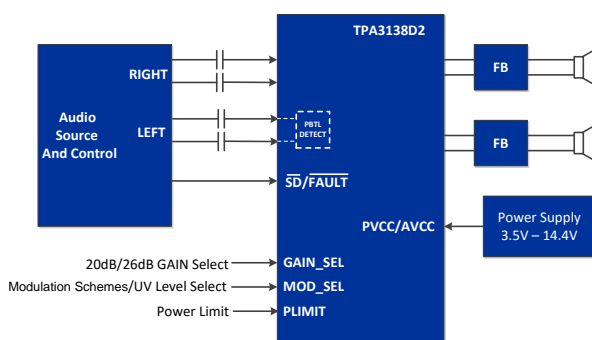 TPA3138D2
RIGHT
FB
Audio
Source
And Control
LEFT
PBTL
DETECT
FB
SD/FAULT
PVCC/AVCC
Power Supply
3.5V – 14.4V
20dB/26dB GAIN Select
GAIN_SEL
Modulation Schemes/UV Level Select
MOD_SEL
Power Limit
PLIMIT